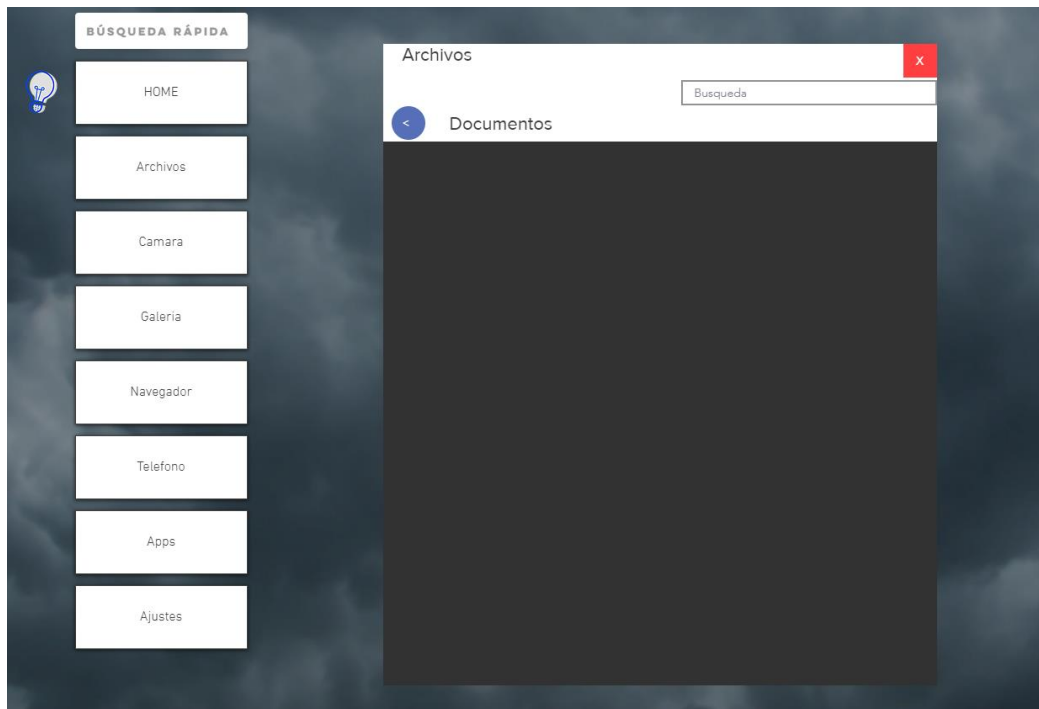 BÚSQUEDA RÁPIDA
HOME
Archivos
Camara
Galeria
Navegador
Telefono
Apps
Ajustes
Archivos
X
Busqueda
<
Documentos